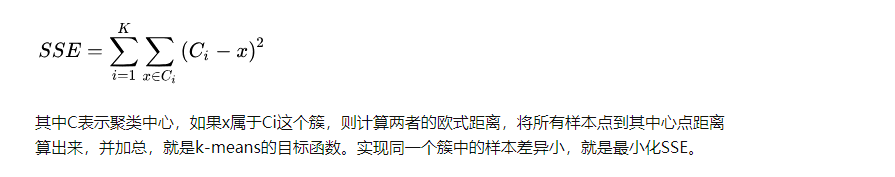 SSE = \sum_{i=1}^{K} \sum_{x \in C_i} (C_i - x)^2
其中C表示聚类中心，如果x属于Ci这个簇，则计算两者的欧式距离，将所有样本点到其中心点距离
算出来，并加总，就是k-means的目标函数。实现同一个簇中的样本差异小，就是最小化SSE。